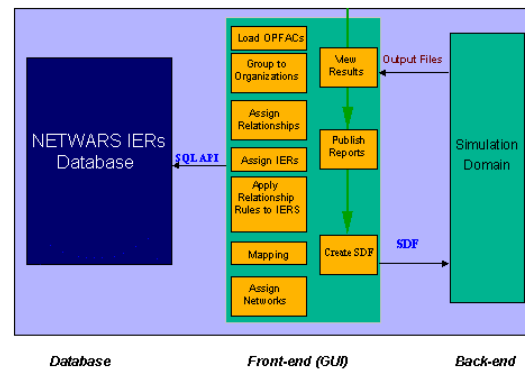 NETWARS IERs
Database
SQL API
Load OPFACs
Group to
Organizations
Assign
Relationships
Assign IERs
Apply
Relationship
Rules to IERS
Mapping
Assign
Networks
View
Results
Publish
Reports
Create SDF
Output Files
SDF
Simulation
Domain
Database
Front-end (GUI)
Back-end